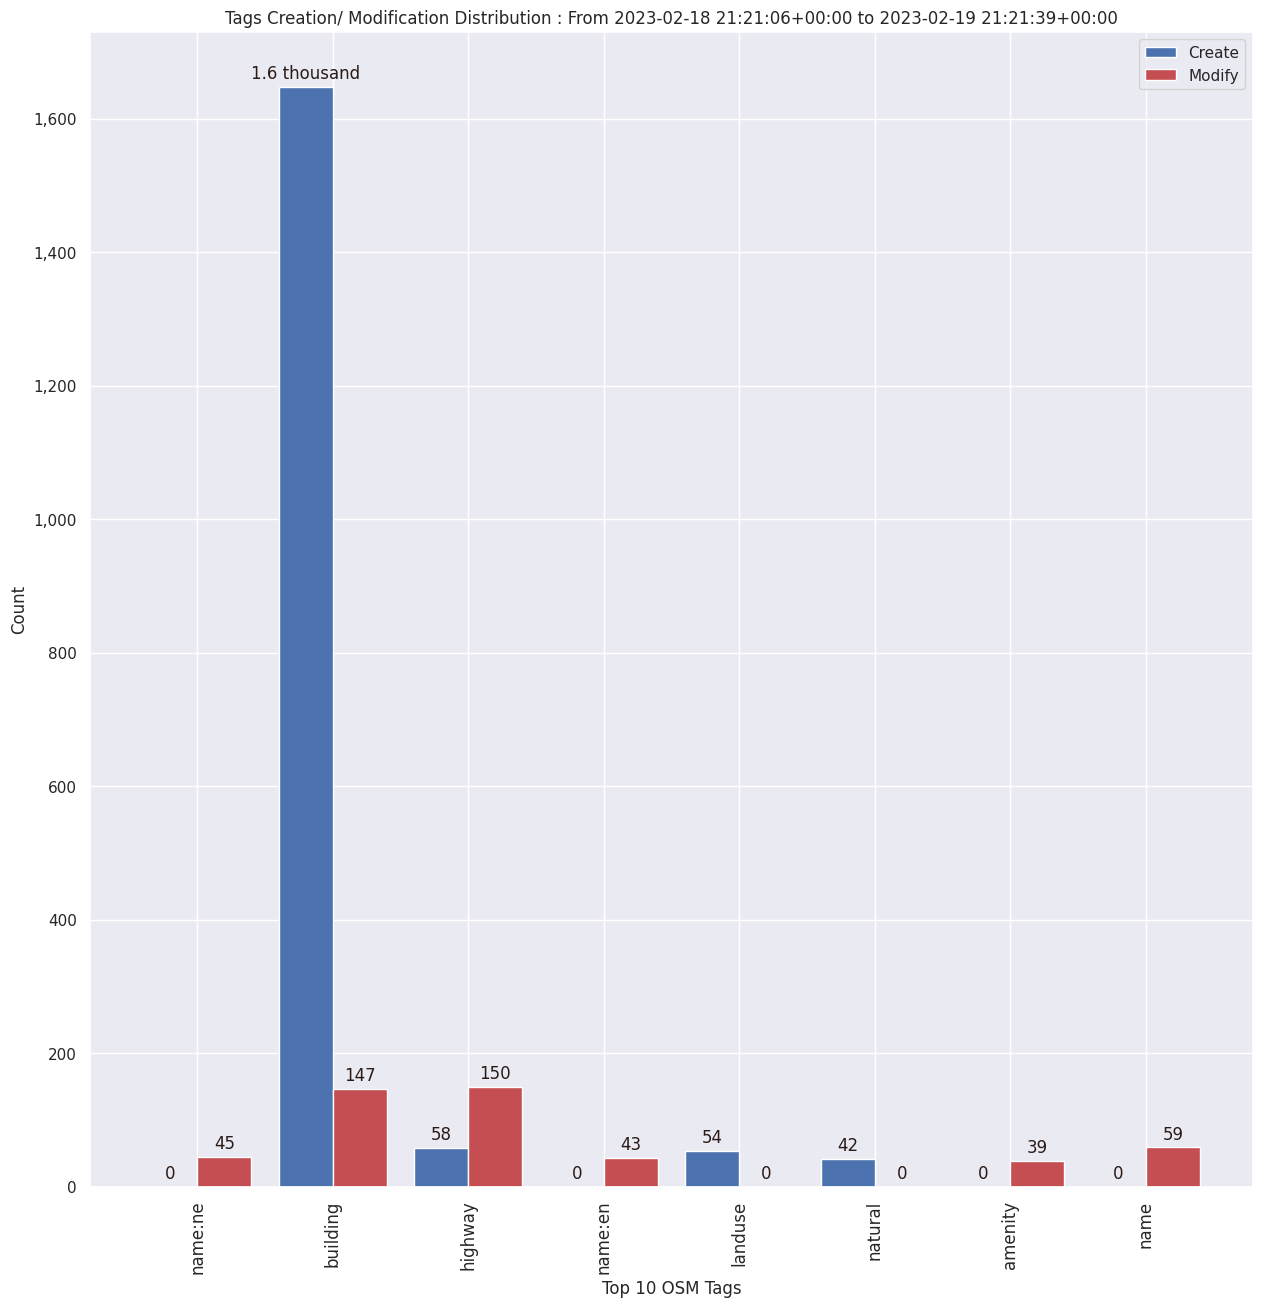 Tags Creation/ Modification Distribution : From 2023-02-18 21:21:06+00:00 to 2023-02-19 21:21:39+00:00
Create
Modify
1.6 thousand
1,600
1,400
1,200
1,000
800
600
400
200
0
Count
0
45
147
58
150
0
43
54
0
42
0
0
39
0
59
name:ne
building
highway
name:en
landuse
natural
amenity
name
Top 10 OSM Tags